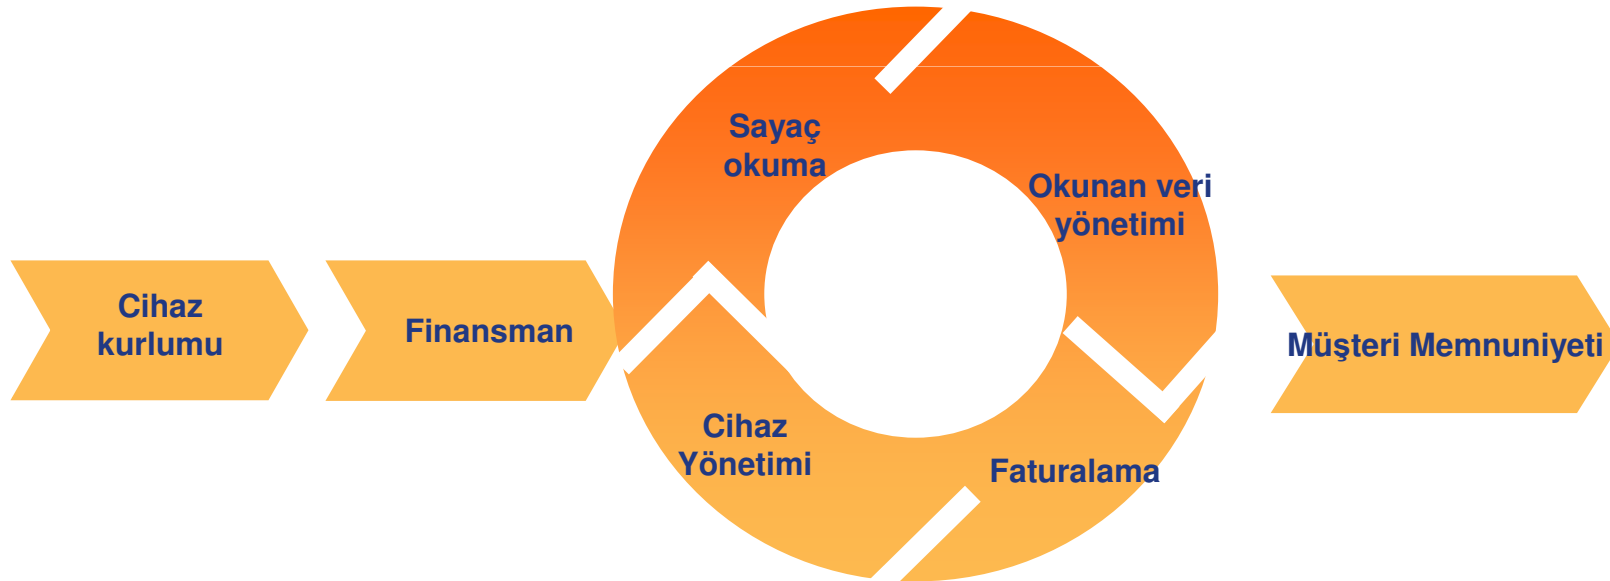 Cihaz
kurlumu
Finansman
Sayaç
okuma
Okunan veri
yönetimi
Cihaz
Yönetimi
Faturalama
Müşteri Memnuniyeti